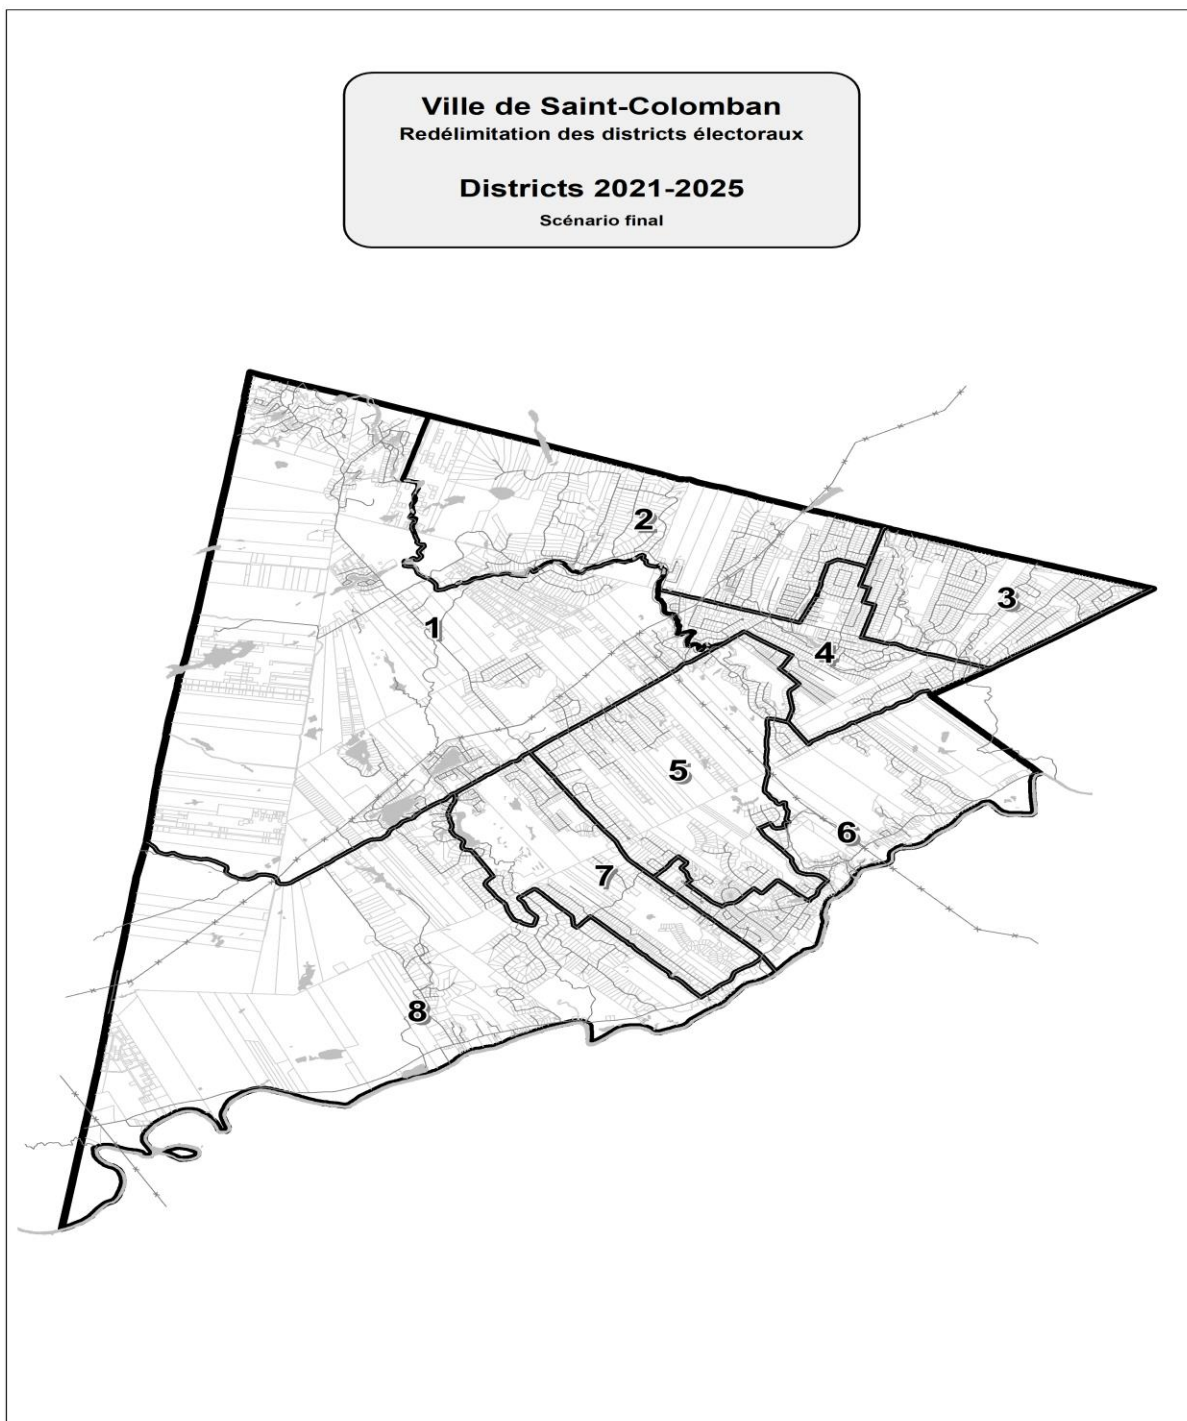 Ville de Saint-Colomban
Redélimitation des districts électoraux
Districts 2021-2025
Scénario final
2
3
1
4
5
6
7
8